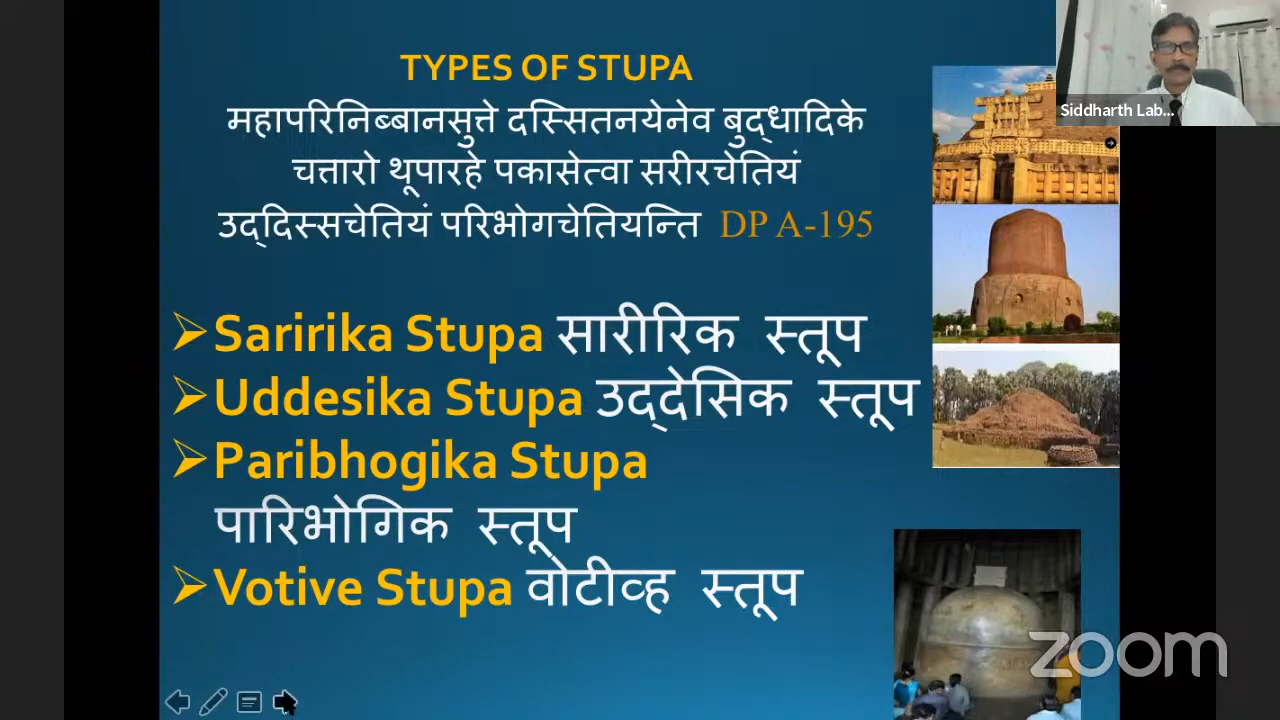 TYPES OF STUPA
महापरिनिब्बानसुत्ते दस्सितनयेनेव बुद्धादिके
चत्तारो थूपारहे पकासेत्वा सरीरचेतियं
उद्दिस्सचेतियं परिभोगचेतियन्ति DP A-195
Saririka Stupa सारीरिक स्तूप
Uddesika Stupa उद्देसिक स्तूप
Paribhogika Stupa
पारिभोगिक स्तूप
Votive Stupa वोटीव्ह स्तूप
Siddharth Lab...
zoom